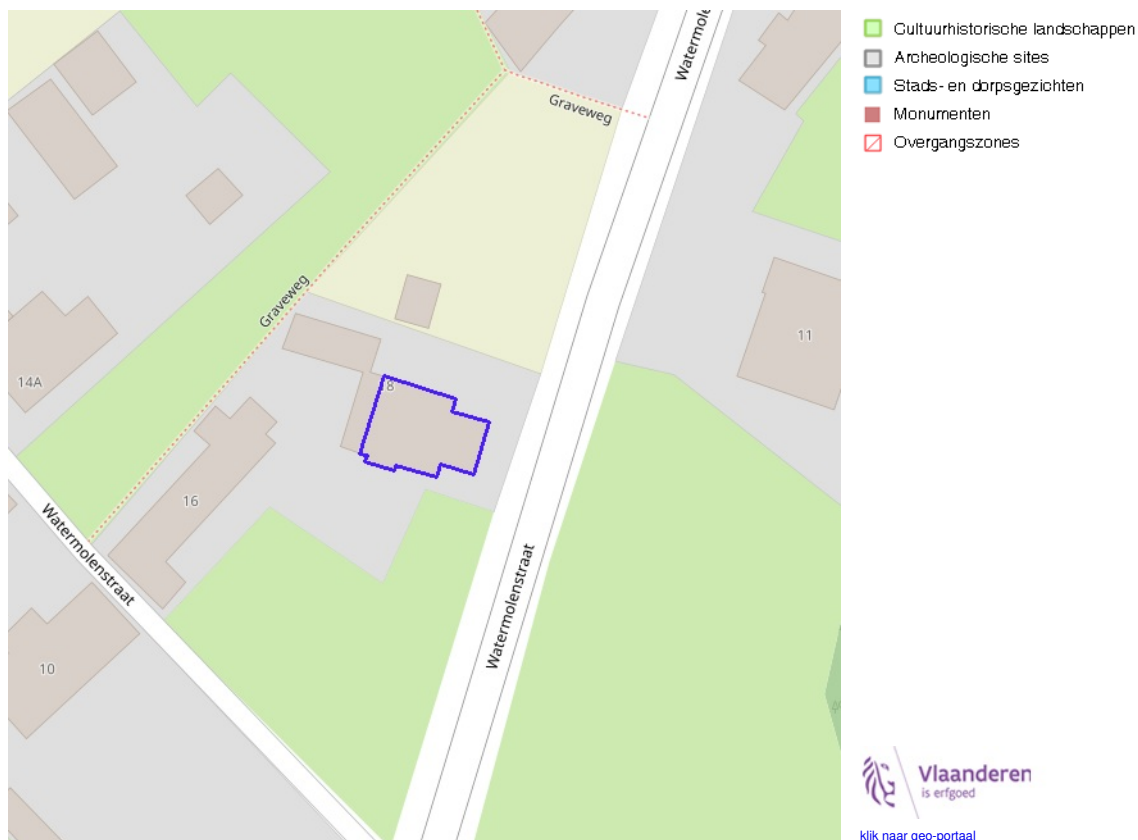 Watermole
Graveweg
Graveweg
11
14A
8
16
Watermolenstraat
Watermolenstraat
10
Cultuurhistorische landschappen
Archeologische sites
Stads- en dorpsgezichten
Monumenten
Overgangszones
Vlaanderen
is erfgoed
klik naar geo-portaal